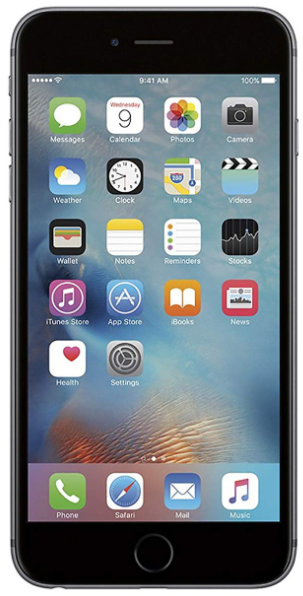 9:41 AM 100%
Wednesday
9
Messages Calendar Photos Camera
280
Weather Clock Maps Videos
Wallet Notes Reminders Stocks
iTunes Store App Store iBooks News
Health Settings
Phone Safari Mail Music